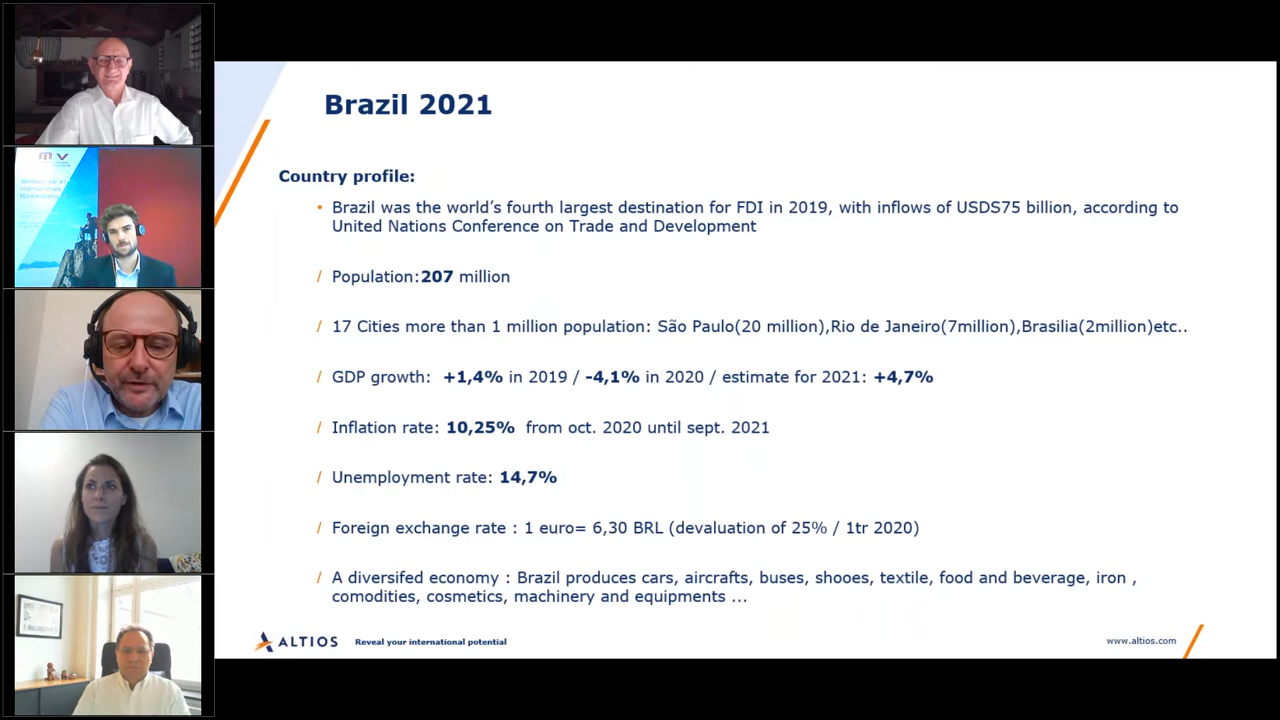 Brazil 2021
Country profile:
• Brazil was the world’s fourth largest destination for FDI in 2019, with inflows of USDS75 billion, according to
United Nations Conference on Trade and Development
/ Population:207 million
/ 17 Cities more than 1 million population: São Paulo(20 million),Rio de Janeiro(7million),Brasilia(2million)etc..
/ GDP growth: +1,4% in 2019 / -4,1% in 2020 / estimate for 2021: +4,7%
/ Inflation rate: 10,25% from oct. 2020 until sept. 2021
/ Unemployment rate: 14,7%
/ Foreign exchange rate : 1 euro= 6,30 BRL (devaluation of 25% / 1tr 2020)
/ A diversifed economy : Brazil produces cars, aircrafts, buses, shooes, textile, food and beverage, iron ,
comodities, cosmetics, machinery and equipments ...
ALTIOS Reveal your international potential
www.altios.com